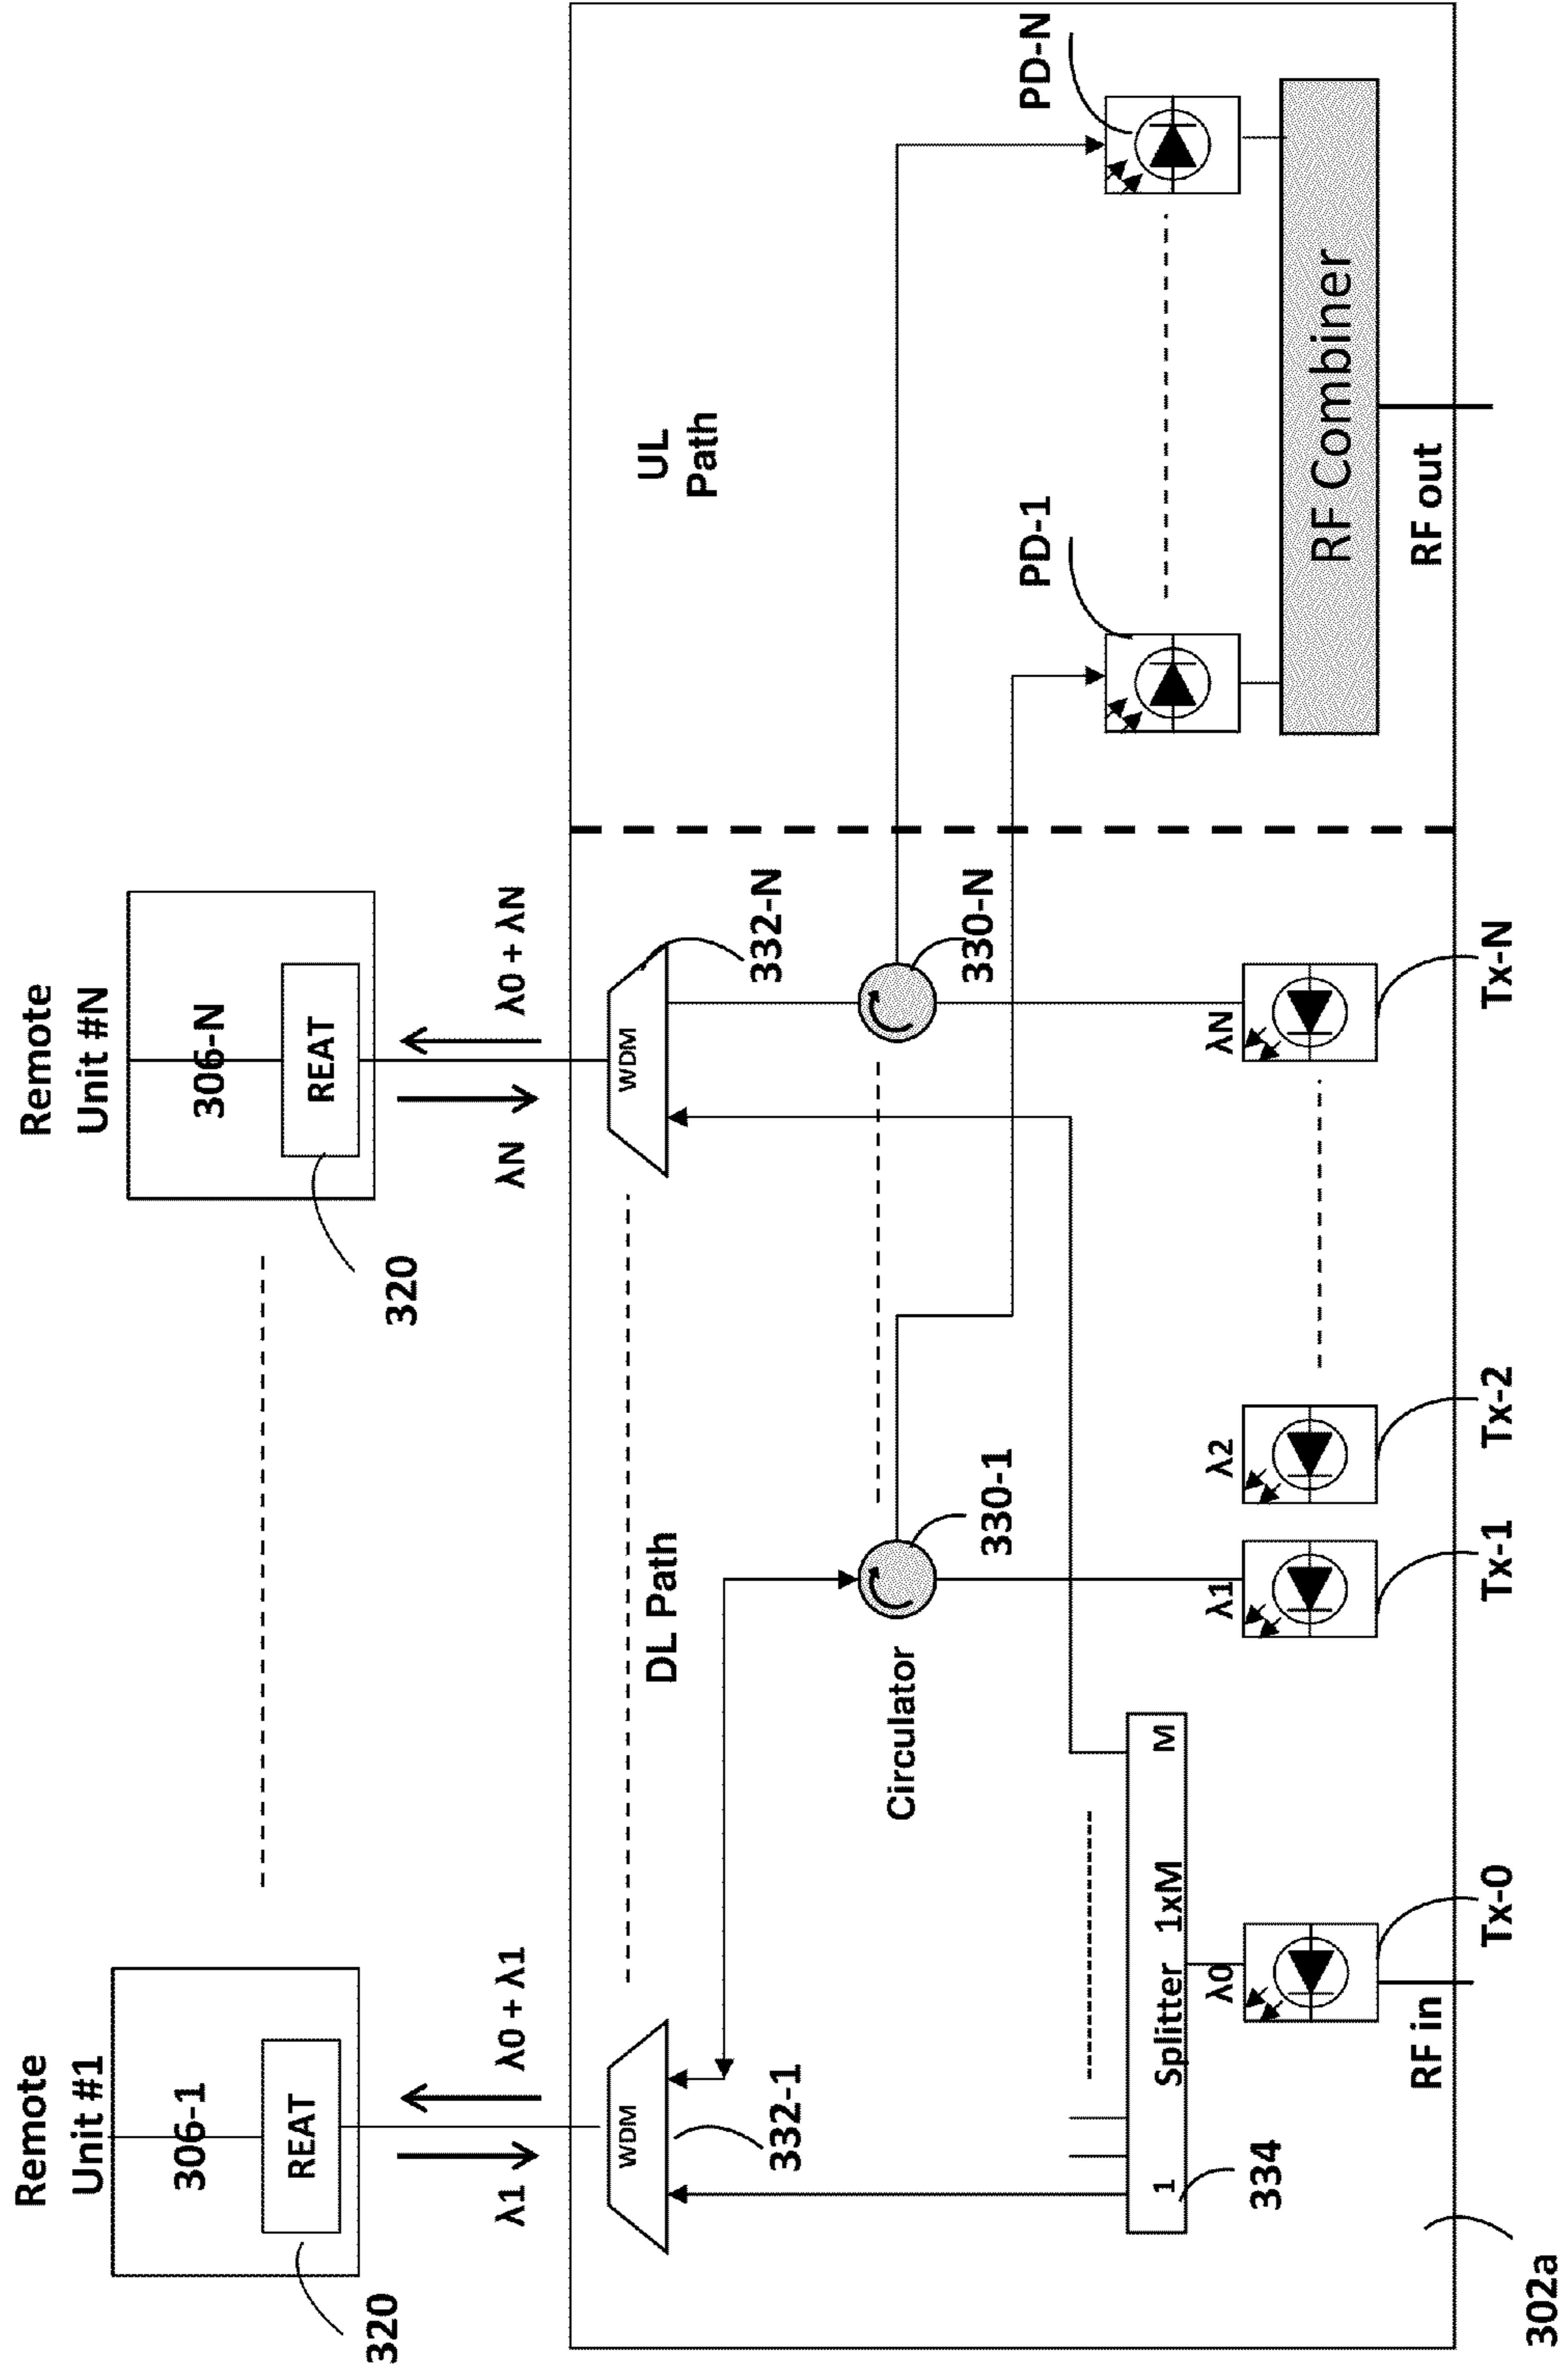 Remote
Unit #1
306-1
REAT
320
Remote
Unit #N
306-N
REAT
320
λ1
λ0 + λ1
λN
λ0 + λN
WDM
332-1
WDM
332-N
DL Path
UL
Path
Circulator
330-1
330-N
PD-1
PD-N
1
Splitter 1xM
M
334
λ0
λ1
λ2
λN
RF Combiner
RF in
RF out
Tx-0
Tx-1
Tx-2
Tx-N
302a